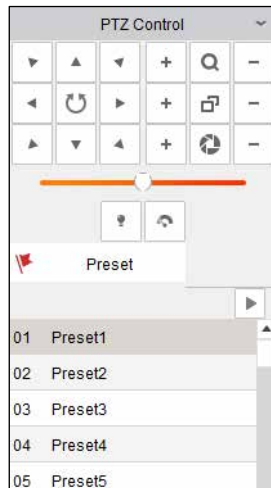 PTZ Control
+ -
+ -
+ -
Preset
01 Preset1
02 Preset2
03 Preset3
04 Preset4
05 Preset5